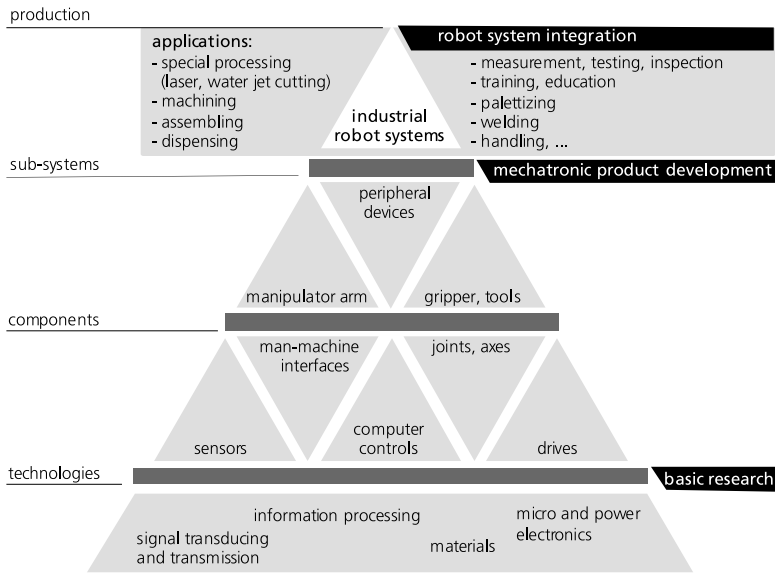 production
applications:
- special processing
(laser, water jet cutting)
- machining
- assembling
- dispensing
industrial
robot systems
robot system integration
- measurement, testing, inspection
- training, education
- palettizing
- welding
- handling, ...
sub-systems
mechatronic product development
peripheral
devices
manipulator arm
gripper, tools
components
man-machine
interfaces
joints, axes
sensors
computer
controls
drives
technologies
basic research
information processing
micro and power
electronics
signal transducing
and transmission
materials